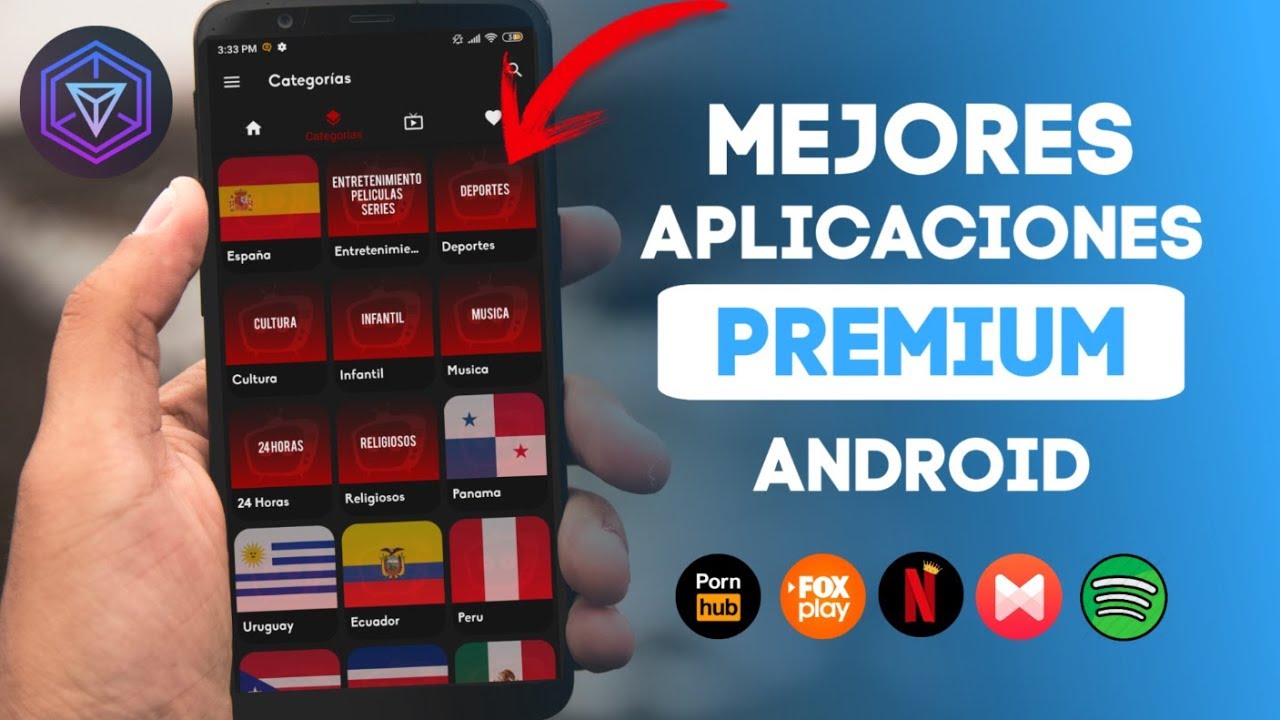 3:33 PM
Categorías
Categorías
ENTRETENIMIENTO
PELICULAS
SERIES
DEPORTES
España
Entretenimie...
Deportes
CULTURA
INFANTIL
MUSICA
Cultura
Infantil
Musica
24 HORAS
RELIGIOSOS
24 Horas
Religiosos
Panama
Uruguay
Ecuador
Peru
MEJORES
APLICACIONES
PREMIUM
ANDROID
Porn
hub
FOX
play
N